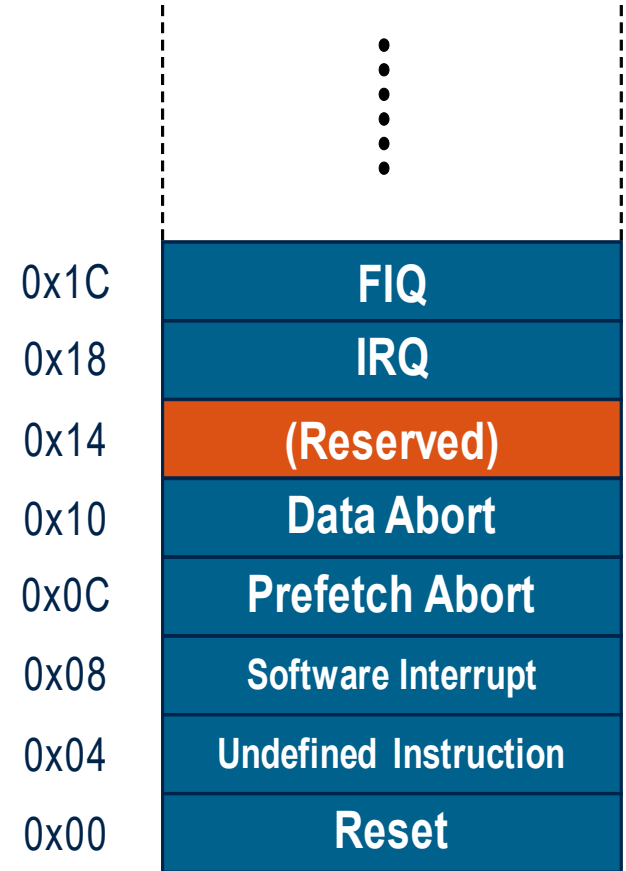 0x1C FIQ
0x18 IRQ
0x14 (Reserved)
0x10 Data Abort
0x0C Prefetch Abort
0x08 Software Interrupt
0x04 Undefined Instruction
0x00 Reset